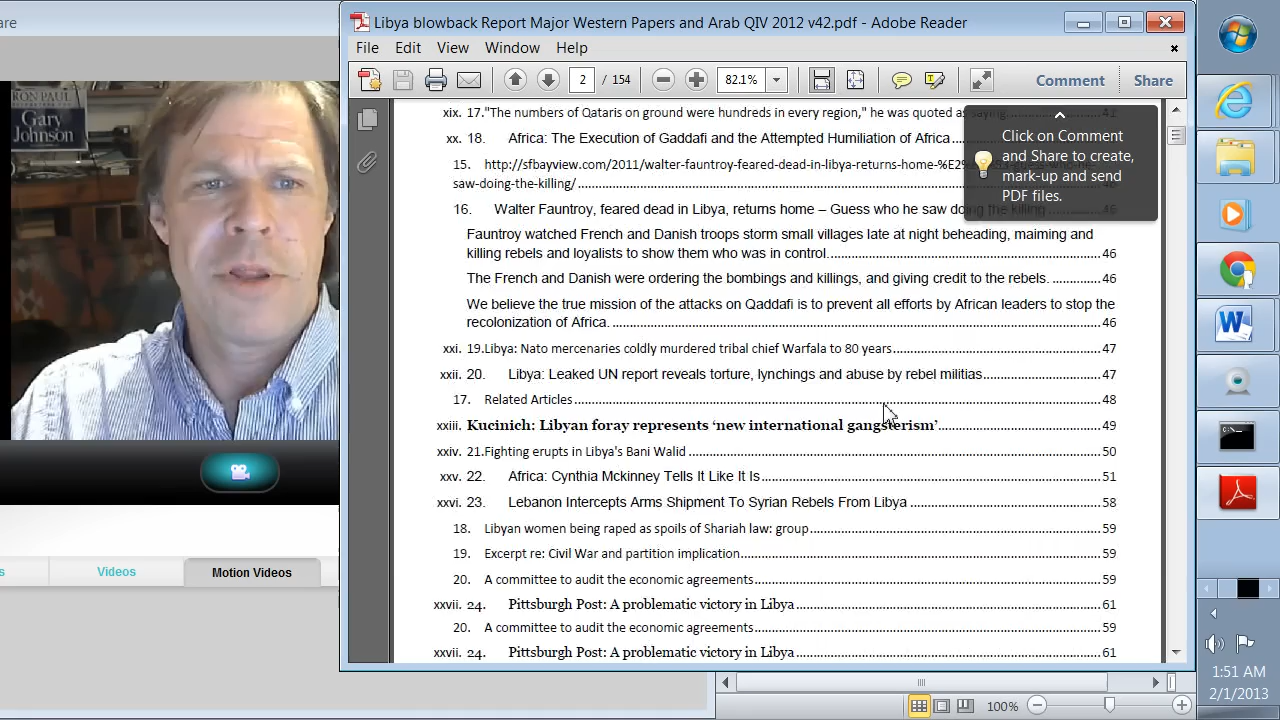 are
Libya blowback Report Major Western Papers and Arab QIV 2012 v42.pdf - Adobe Reader
File Edit View Window Help
2 / 154 82.1% Comment Share
RON PAUL
Gary
Johnson
xix. 17."The numbers of Qataris on ground were hundreds in every region," he was quoted as saying. 41
xx. 18. Africa: The Execution of Gaddafi and the Attempted Humiliation of Africa
Click on Comment
and Share to create,
mark-up and send
PDF files.
15. http://sfbayview.com/2011/walter-fauntroy-feared-dead-in-libya-returns-home-%E2
saw-doing-the-killing/
16. Walter Fauntroy, feared dead in Libya, returns home – Guess who he saw doing the killing 46
Fauntroy watched French and Danish troops storm small villages late at night beheading, maiming and
killing rebels and loyalists to show them who was in control. 46
The French and Danish were ordering the bombings and killings, and giving credit to the rebels. 46
We believe the true mission of the attacks on Qaddafi is to prevent all efforts by African leaders to stop the
recolonization of Africa. 46
xxi. 19.Libya: Nato mercenaries coldly murdered tribal chief Warfala to 80 years 47
xxii. 20. Libya: Leaked UN report reveals torture, lynchings and abuse by rebel militias 47
17. Related Articles 48
xxiii. Kucinich: Libyan foray represents ‘new international gangsterism’ 49
xxiv. 21.Fighting erupts in Libya's Bani Walid 50
xxv. 22. Africa: Cynthia Mckinney Tells It Like It Is 51
xxvi. 23. Lebanon Intercepts Arms Shipment To Syrian Rebels From Libya 58
18. Libyan women being raped as spoils of Shariah law: group 59
19. Excerpt re: Civil War and partition implication 59
20. A committee to audit the economic agreements 59
xxvii. 24. Pittsburgh Post: A problematic victory in Libya 61
20. A committee to audit the economic agreements 59
xxvii. 24. Pittsburgh Post: A problematic victory in Libya 61
s Videos Motion Videos
100%
1:51 AM
2/1/2013